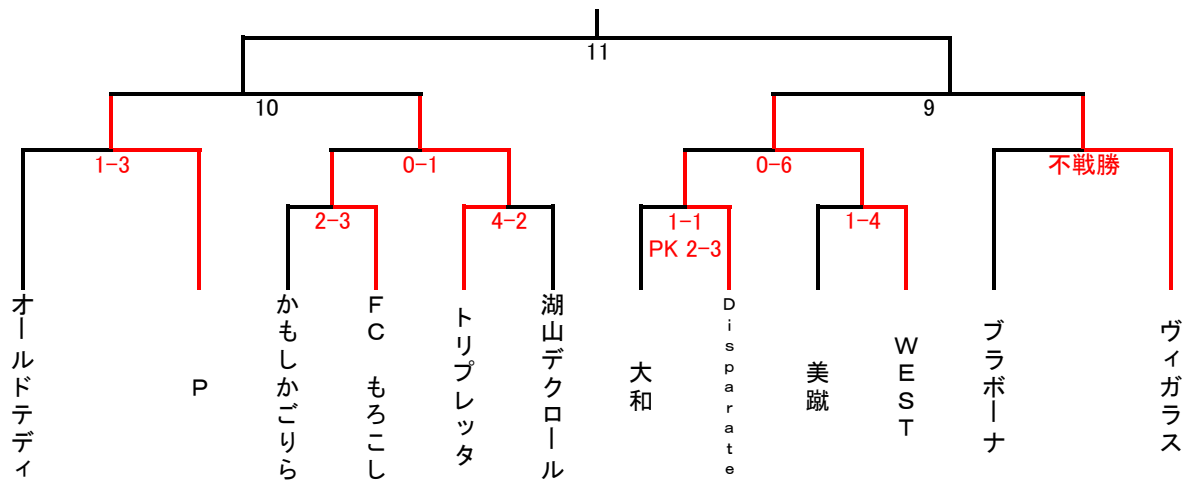 11
10
9
1-3
0-1
0-6
不戦勝
2-3
4-2
1-1
PK 2-3
1-4
オールドテディ
P
かもしかごりら
FC もろこし
トリプレッタ
湖山デクロール
大和
Disparate
美蹴
WEST
ブラボーナ
ヴィガラス